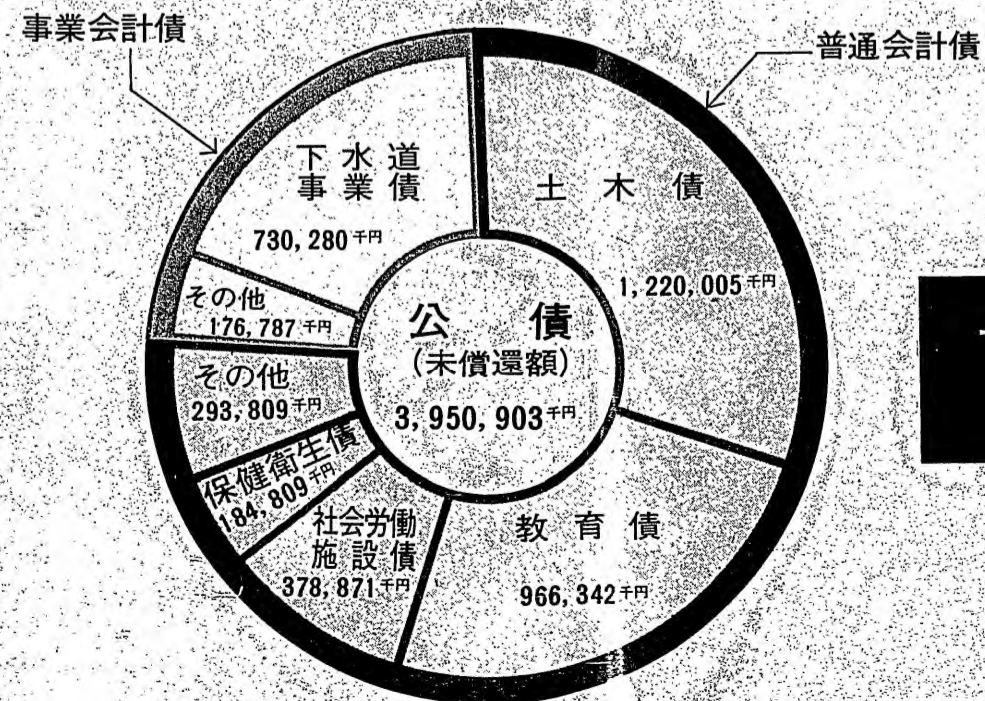 事業会計債
普通会計債
下水道
事業債
730,280千円
土木債
1,220,005千円
その他
176,787千円
公債
(未償還額)
3,950,903千円
その他
293,809千円
保健衛生債
184,809千円
社会労働
施設債
378,871千円
教育債
966,342千円